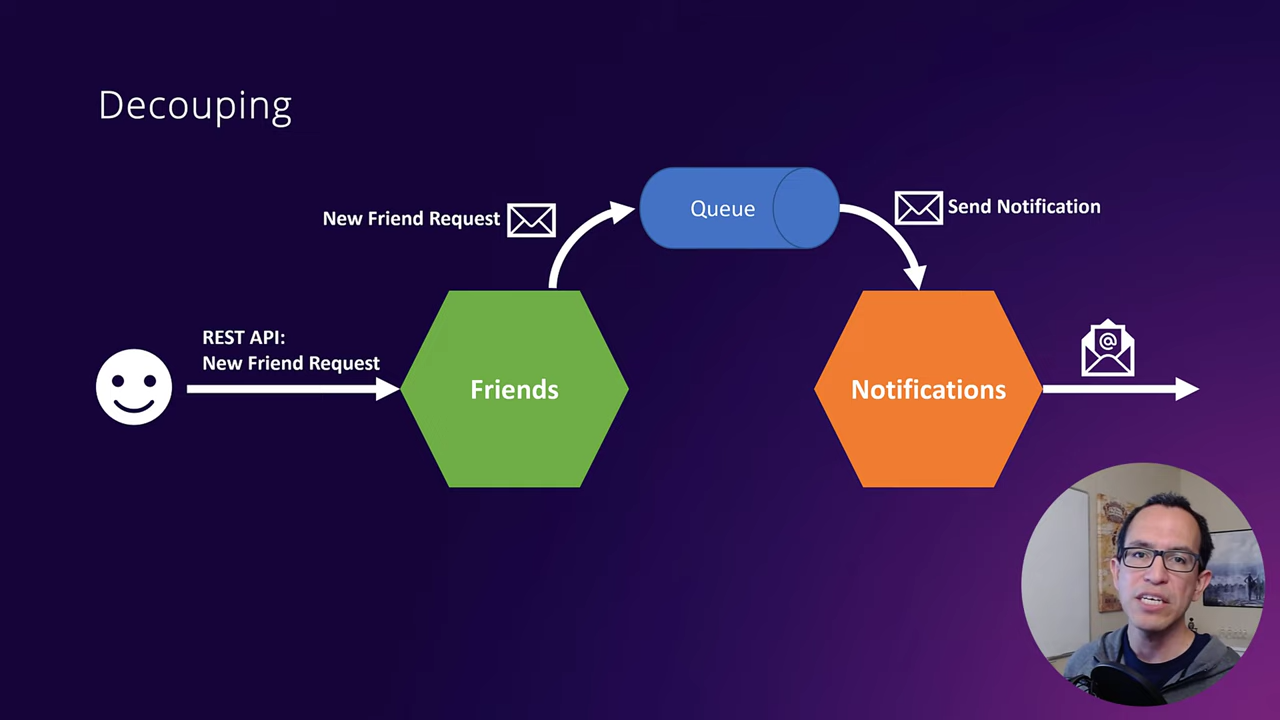 Decouping
New Friend Request
Queue
Send Notification
REST API:
New Friend Request
Friends
Notifications
@